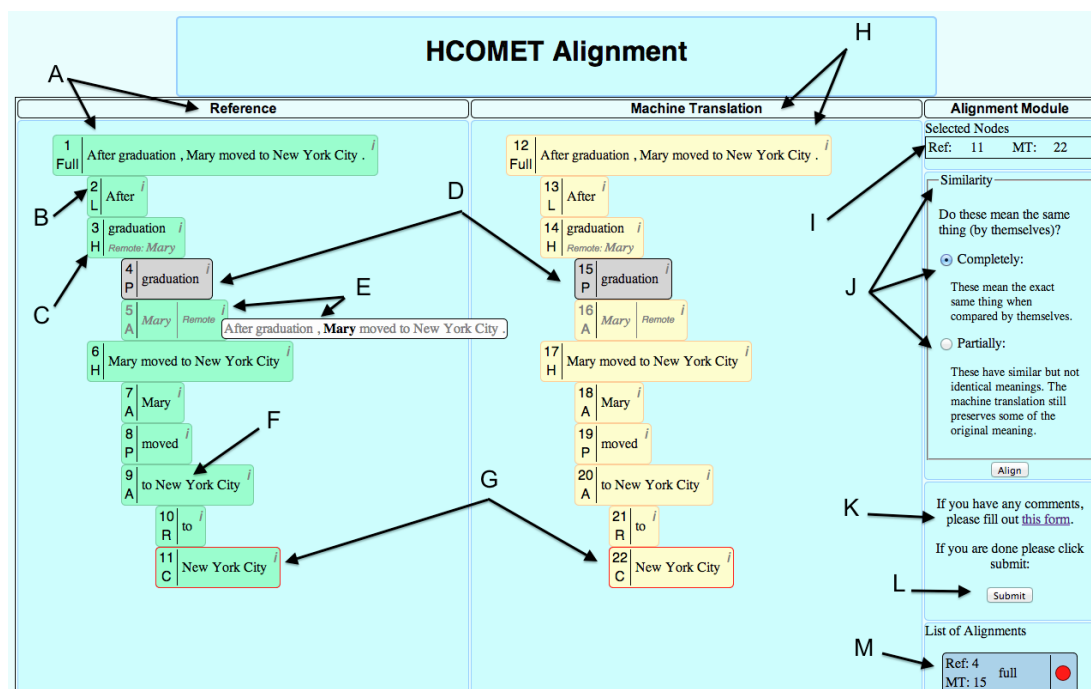 HCOMET Alignment
H
A
Reference
Machine Translation
Alignment Module
Selected Nodes
Ref: 11 MT: 22
1 Full After graduation , Mary moved to New York City . i
12 Full After graduation , Mary moved to New York City . i
2 L After i
13 L After i
B
D
I
Similarity
Do these mean the same
thing (by themselves)?
3 H graduation i
Remote: Mary
14 H graduation i
Remote: Mary
C
4 P graduation i
15 P graduation i
Completely:
These mean the exact
same thing when
compared by themselves.
J
E
5 A Mary Remote i
After graduation , Mary moved to New York City .
16 A Mary Remote i
6 H Mary moved to New York City i
17 H Mary moved to New York City i
Partially:
These have similar but not
identical meanings. The
machine translation still
preserves some of the
original meaning.
7 A Mary i
18 A Mary i
F
8 P moved i
19 P moved i
9 A to New York City i
20 A to New York City i
Align
G
10 R to i
21 R to i
K
If you have any comments,
please fill out this form.
If you are done please click
submit:
11 C New York City i
22 C New York City i
L
Submit
List of Alignments
M
Ref: 4
MT: 15
full